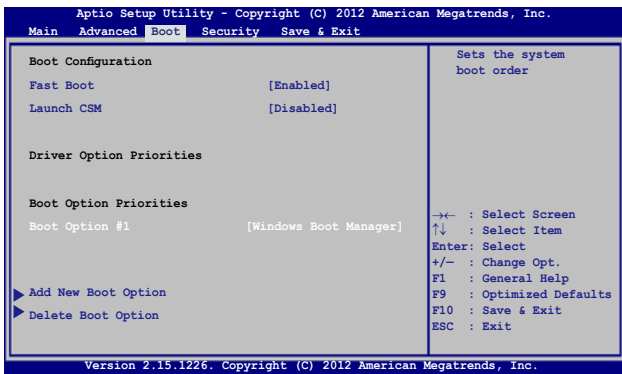 Aptio Setup Utility - Copyright (C) 2012 American Megatrends, Inc.
Main Advanced Boot Security Save & Exit
Boot Configuration
Fast Boot [Enabled]
Launch CSM [Disabled]
Driver Option Priorities
Boot Option Priorities
Boot Option #1 [Windows Boot Manager]
Add New Boot Option
Delete Boot Option
Sets the system
boot order
→← : Select Screen
↑↓ : Select Item
Enter: Select
+/— : Change Opt.
F1 : General Help
F9 : Optimized Defaults
F10 : Save & Exit
ESC : Exit
Version 2.15.1226. Copyright (C) 2012 American Megatrends, Inc.